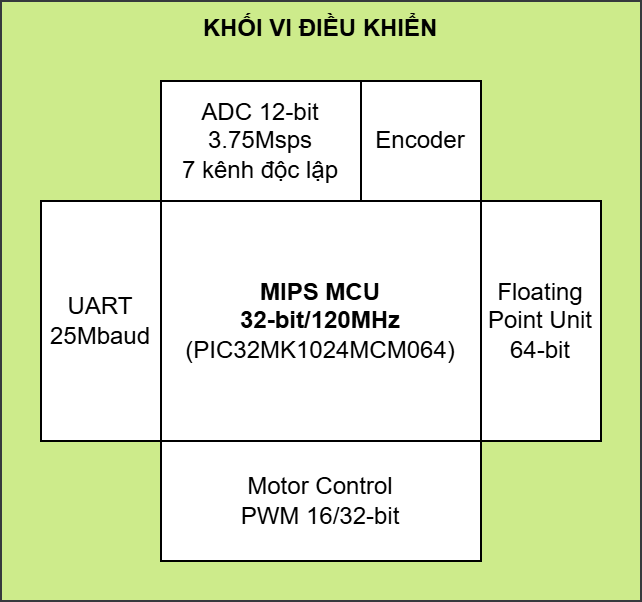 KHỐI VI ĐIỀU KHIỂN
ADC 12-bit
3.75Msps
7 kênh độc lập
Encoder
UART
25Mbaud
MIPS MCU
32-bit/120MHz
(PIC32MK1024MCM064)
Floating
Point Unit
64-bit
Motor Control
PWM 16/32-bit